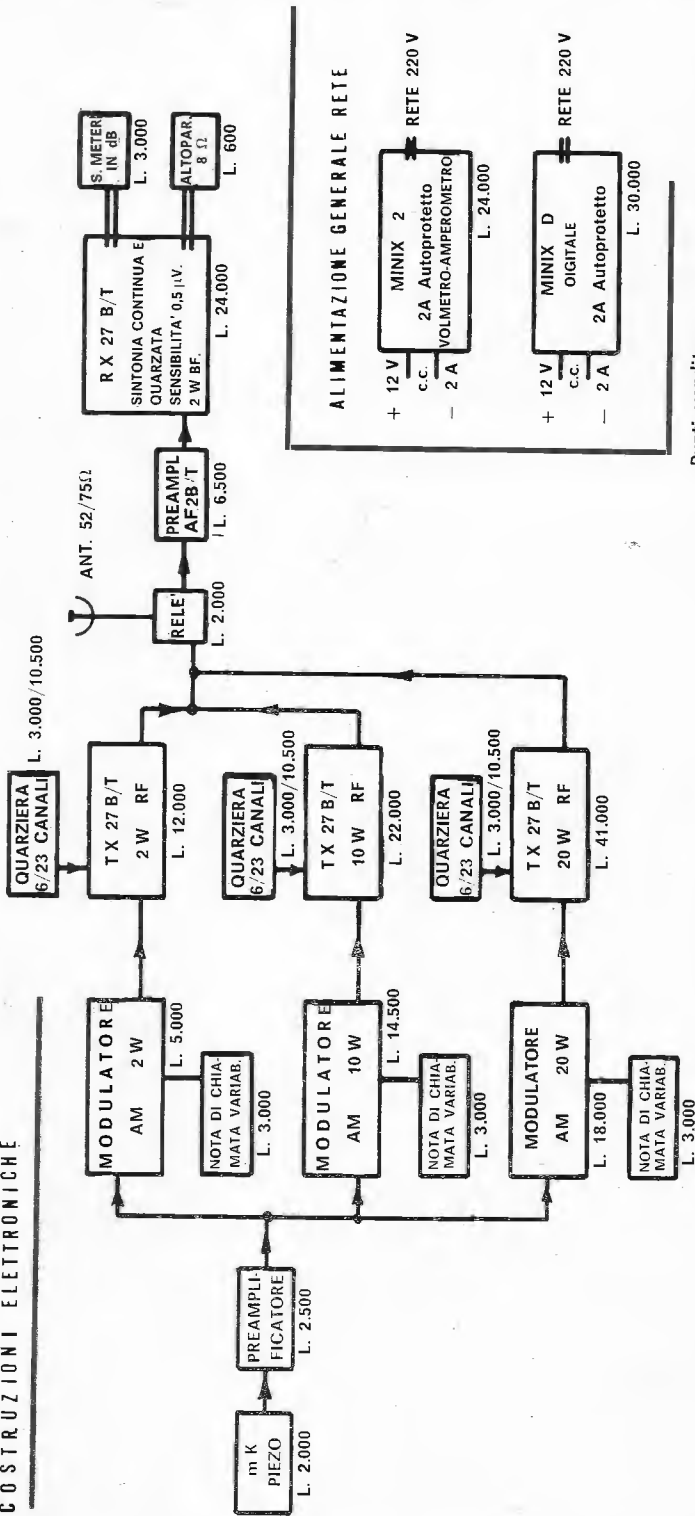 COSTRUZIONI ELETTRONICHE
m K
PIEZO
L. 2.000
PREAMPLI-
FICATORE
L. 2.500
MODULATORE
AM 2 W
L. 5.000
NOTA DI CHIA-
MATA VARIAB.
L. 3.000
MODULATORE
AM 10 W
L. 14.500
NOTA DI CHIA-
MATA VARIAB.
L. 3.000
MODULATORE
AM 20 W
L. 18.000
NOTA DI CHIA-
MATA VARIAB.
L. 3.000
QUARZIERA
6/23 CANALI
L. 3.000/10.500
TX 27 B/T
2 W RF
L. 12.000
QUARZIERA
6/23 CANALI
L. 3.000/10.500
TX 27 B/T
10 W RF
L. 22.000
QUARZIERA
6/23 CANALI
L. 3.000/10.500
TX 27 B/T
20 W RF
L. 41.000
ANT. 52/75Ω
RELE'
L. 2.000
PREAMPL
AF2B/T
L. 6.500
RX 27 B/T
SINTONIA CONTINUA E
QUARZATA
SENSIBILITA' 0,5 µV.
2 W BF.
L. 24.000
S. METER
IN dB
L. 3.000
ALTOPAR.
8 Ω
L. 600
ALIMENTAZIONE GENERALE RETE
+ 12 V
c.c.
− 2 A
MINIX 2
2A Autoprotetto
VOLMETRO-AMPEROMETRO
RETE 220 V
L. 24.000
+ 12 V
c.c.
− 2 A
MINIX D
OIGITALE
2A Autoprotetto
RETE 220 V
L. 30.000